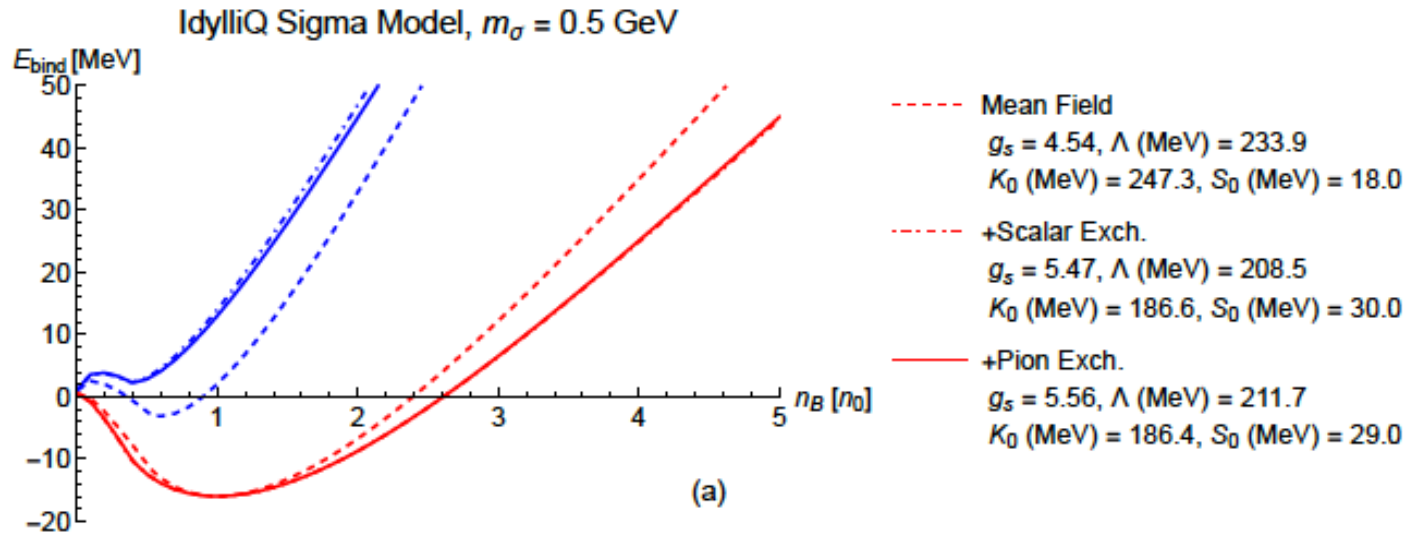 IdylliQ Sigma Model, mσ = 0.5 GeV
Ebind [MeV]
50
40
30
20
10
0
−10
−20
1
2
3
4
5
nB [n0]
(a)
Mean Field
gs = 4.54, Λ (MeV) = 233.9
K0 (MeV) = 247.3, S0 (MeV) = 18.0
+Scalar Exch.
gs = 5.47, Λ (MeV) = 208.5
K0 (MeV) = 186.6, S0 (MeV) = 30.0
+Pion Exch.
gs = 5.56, Λ (MeV) = 211.7
K0 (MeV) = 186.4, S0 (MeV) = 29.0